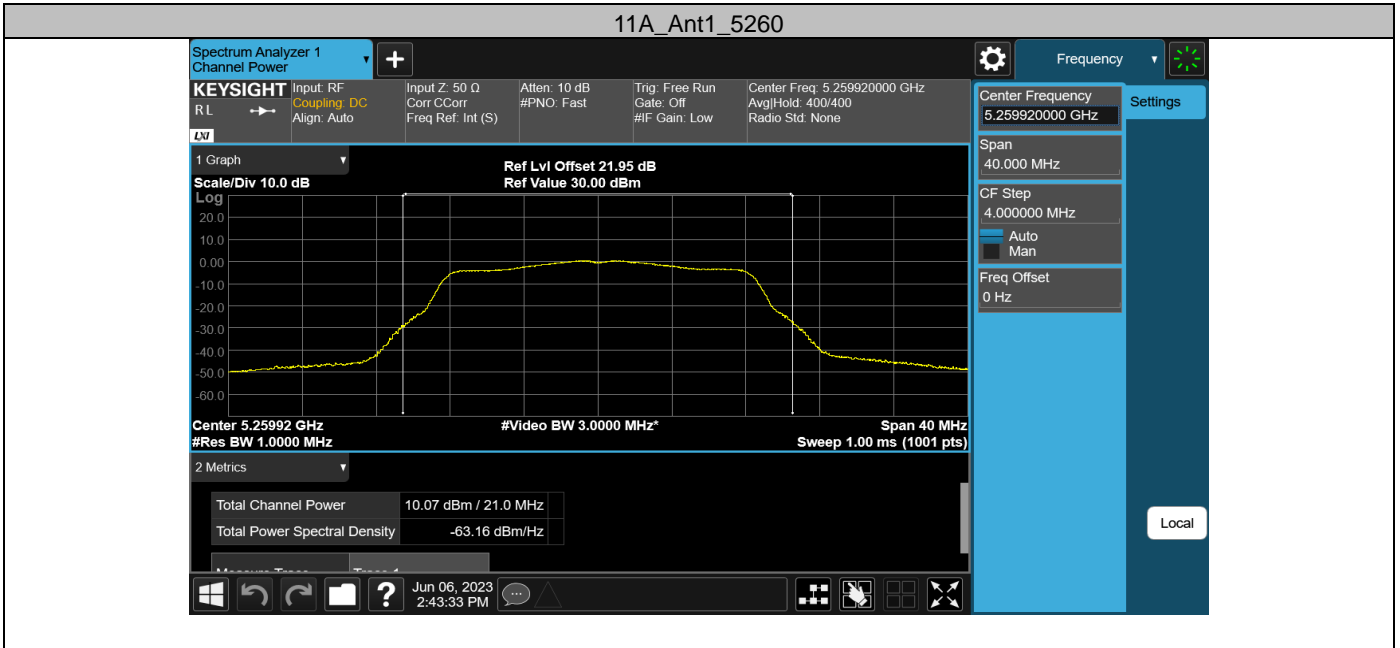 11A_Ant1_5260
Spectrum Analyzer 1
Channel Power
+
Frequency
KEYSIGHT
RL
LXI
Input: RF
Coupling: DC
Align: Auto
Input Z: 50 Ω
Corr CCorr
Freq Ref: Int (S)
Atten: 10 dB
#PNO: Fast
Trig: Free Run
Gate: Off
#IF Gain: Low
Center Freq: 5.259920000 GHz
Avg|Hold: 400/400
Radio Std: None
Center Frequency
5.259920000 GHz
Settings
Span
40.000 MHz
CF Step
4.000000 MHz
Auto
Man
Freq Offset
0 Hz
1 Graph
Scale/Div 10.0 dB
Ref Lvl Offset 21.95 dB
Ref Value 30.00 dBm
Log
20.0
10.0
0.00
-10.0
-20.0
-30.0
-40.0
-50.0
-60.0
Center 5.25992 GHz
#Video BW 3.0000 MHz*
Span 40 MHz
#Res BW 1.0000 MHz
Sweep 1.00 ms (1001 pts)
2 Metrics
Total Channel Power 10.07 dBm / 21.0 MHz
Total Power Spectral Density -63.16 dBm/Hz
Measure Trace Trace 1
Local
?
Jun 06, 2023
2:43:33 PM